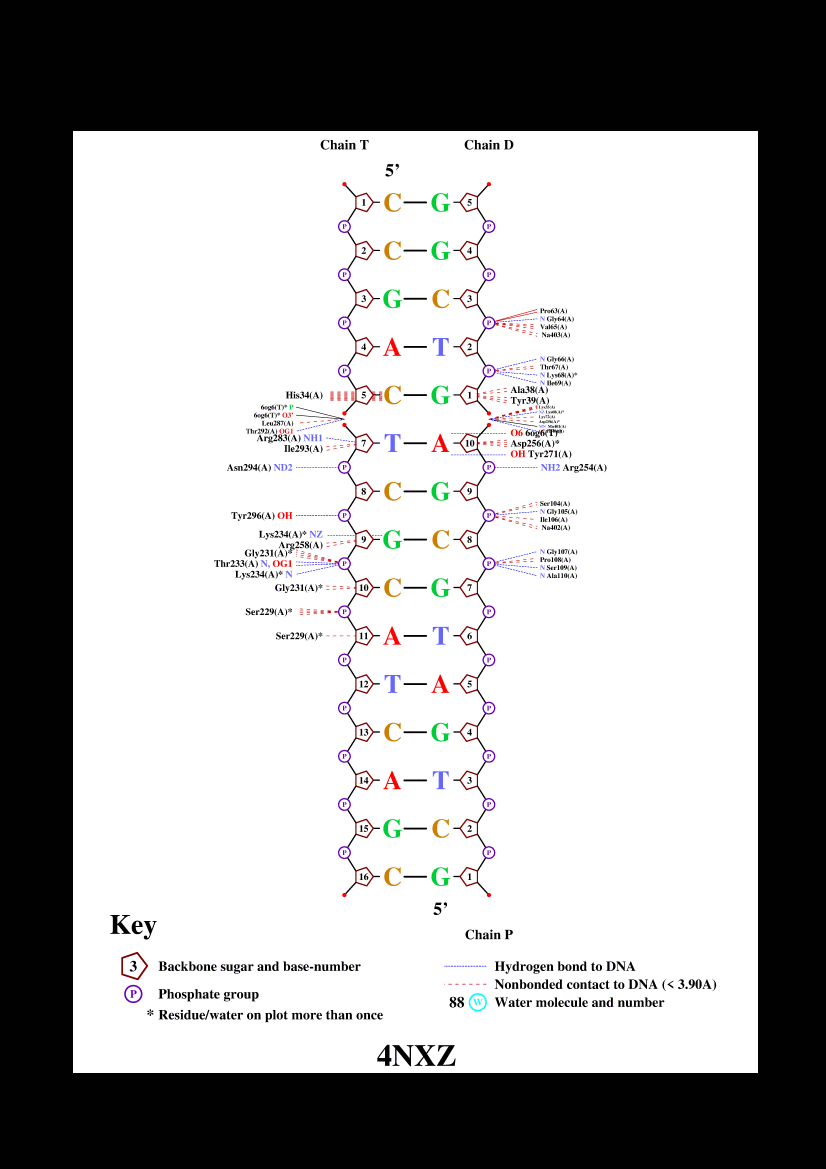 Chain T Chain D
5’
1 C G 5
P P
2 C G 4
P P
3 G C 3
Pro63(A)
P P N Gly64(A)
Val65(A)
Na403(A)
4 A T 2
N Gly66(A)
P P Thr67(A)
N Lys68(A)*
N Ile69(A)
His34(A) 5 C G 1 Ala38(A)
Tyr39(A)
6og6(T)* P
6og6(T)* O3'
Leu287(A)
Thr292(A) OG1
Arg283(A) NH1 7 T A 10 O6 6og6(T)*
Ile293(A) Asp256(A)*
OH Tyr271(A)
Asn294(A) ND2 P P NH2 Arg254(A)
8 C G 9
Ser104(A)
Tyr296(A) OH P P N Gly105(A)
Ile106(A)
Na402(A)
Lys234(A)* NZ 9 G C 8
Arg258(A)
Gly231(A)* N Gly107(A)
Thr233(A) N, OG1 P P Pro108(A)
Lys234(A)* N N Ser109(A)
N Ala110(A)
Gly231(A)* 10 C G 7
Ser229(A)* P P
Ser229(A)* 11 A T 6
P P
12 T A 5
P P
13 C G 4
P P
14 A T 3
P P
15 G C 2
P P
16 C G 1
5’
Key
Chain P
3 Backbone sugar and base-number
Hydrogen bond to DNA
Nonbonded contact to DNA (< 3.90A)
P Phosphate group
88 W Water molecule and number
* Residue/water on plot more than once
4NXZ